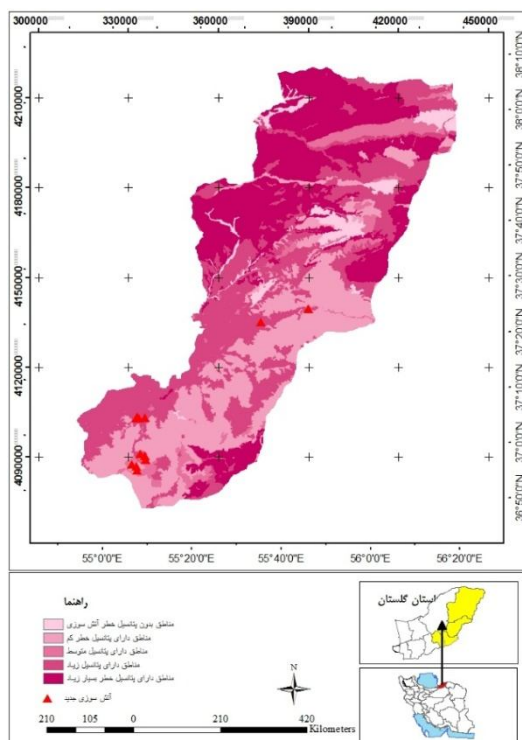 300000 330000 360000 390000 420000 450000
4210000
4180000
4150000
4120000
4090000
38°10'0"N
38°0'0"N
37°50'0"N
37°40'0"N
37°30'0"N
37°20'0"N
37°10'0"N
37°0'0"N
36°50'0"N
55°0'0"E 55°20'0"E 55°40'0"E 56°0'0"E 56°20'0"E
راهنما
مناطق بدون پتانسیل خطر آتش سوزی
مناطق دارای پتانسیل خطر کم
مناطق دارای پتانسیل متوسط
مناطق دارای پتانسیل زیاد
مناطق دارای پتانسیل خطر بسیار زیاد
آتش سوزی جدید
N
210 105 0 210 420
Kilometers
استان گلستان